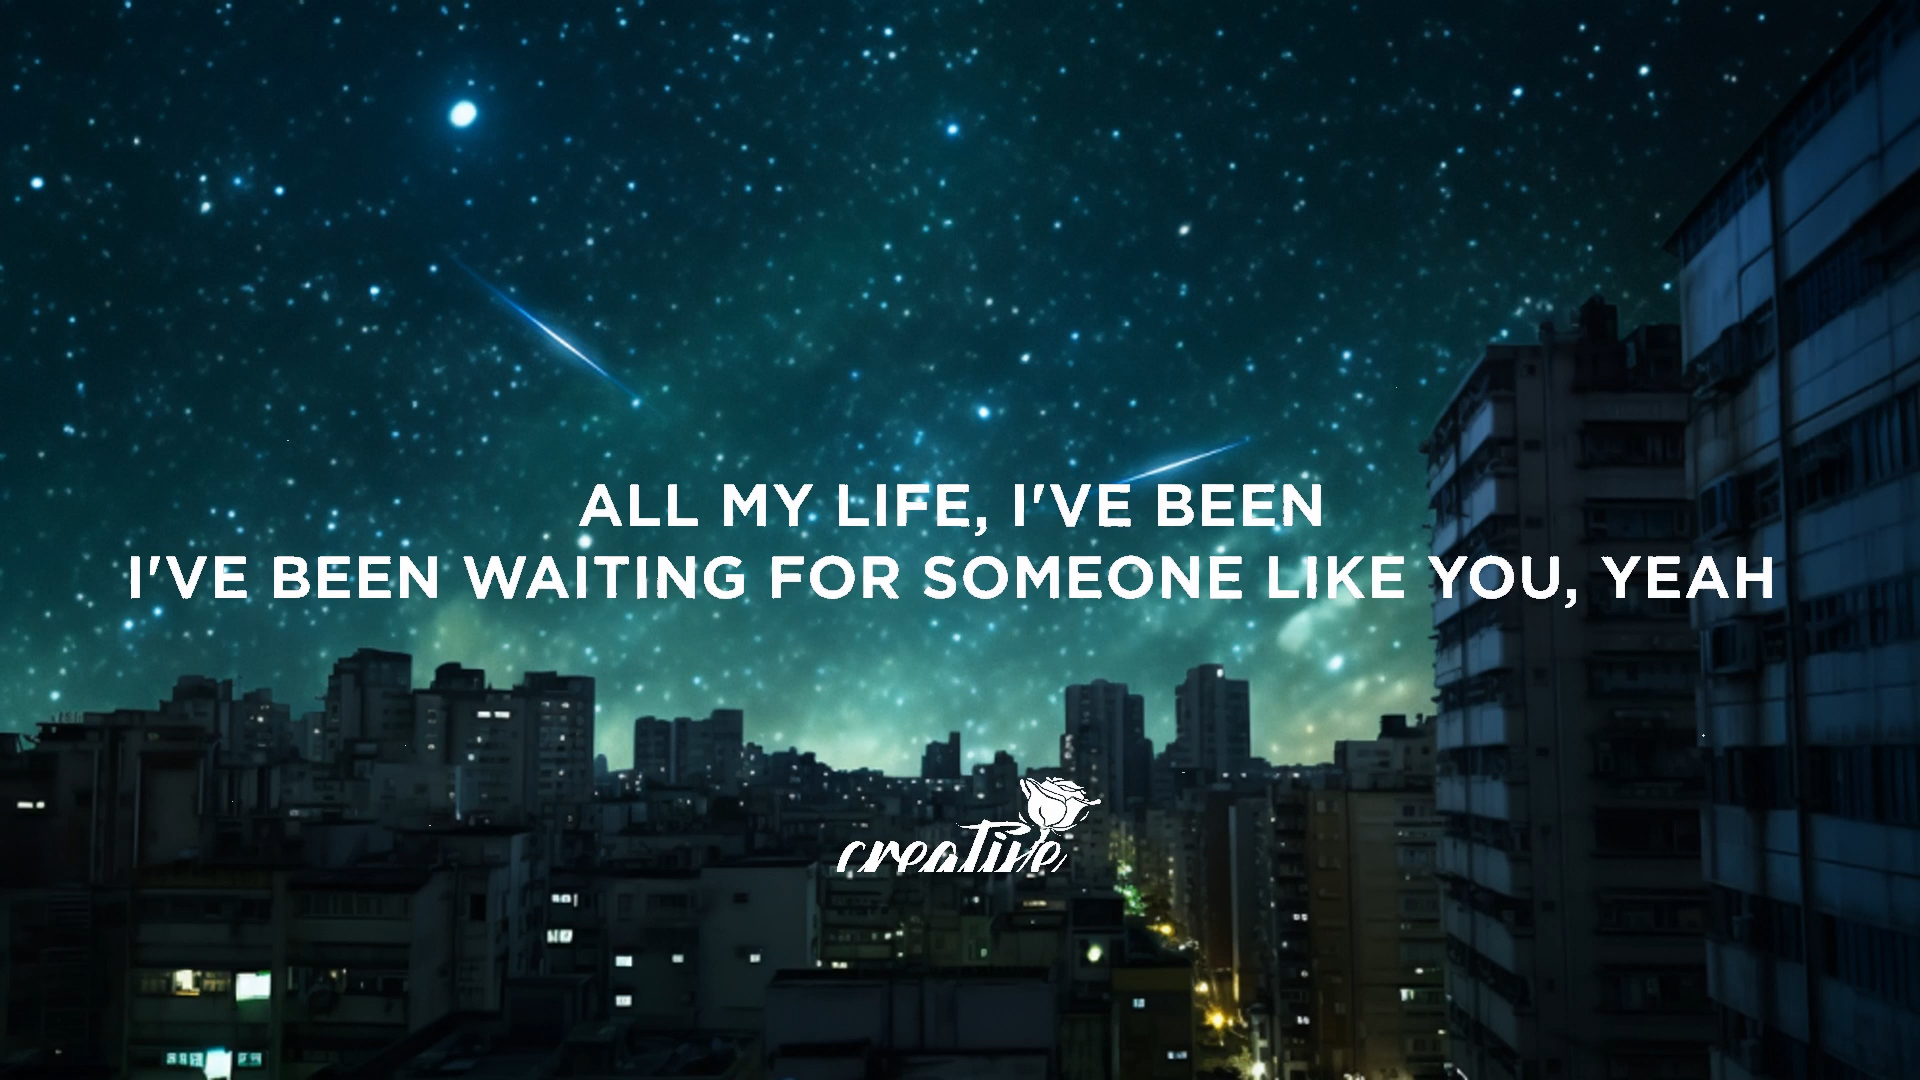 ALL MY LIFE, I'VE BEEN
I'VE BEEN WAITING FOR SOMEONE LIKE YOU, YEAH
creative